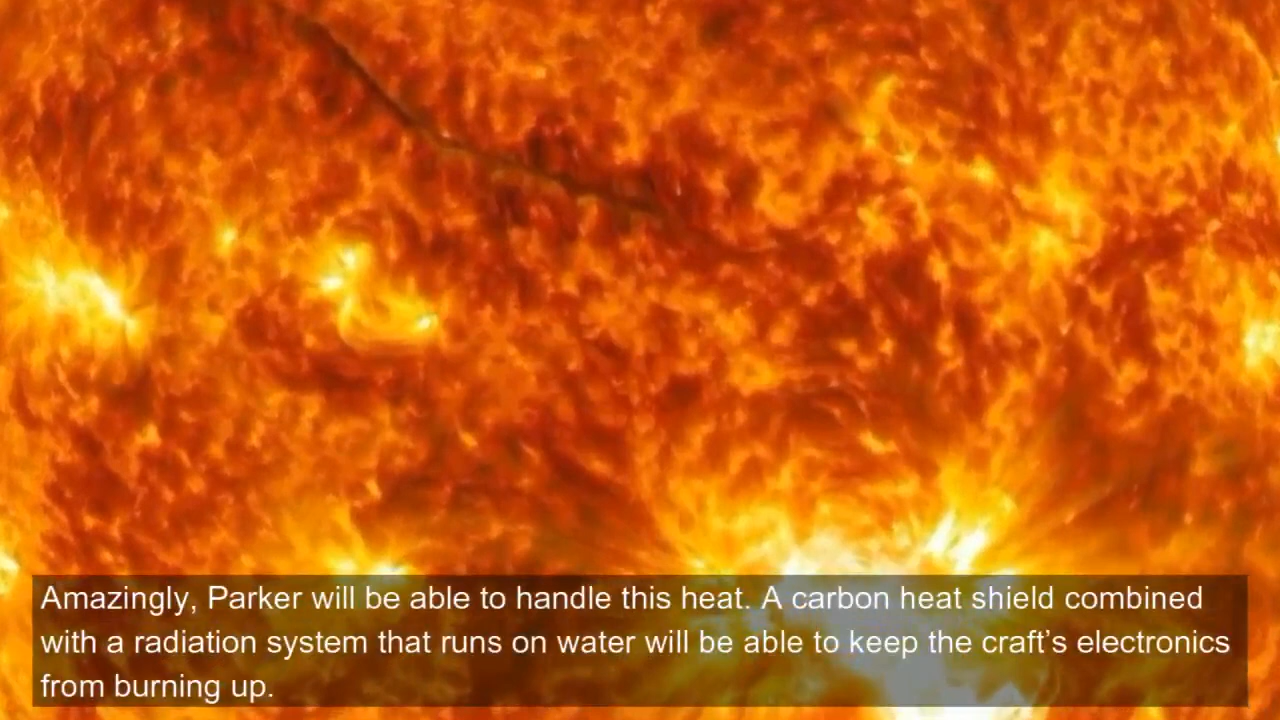 Amazingly, Parker will be able to handle this heat. A carbon heat shield combined
with a radiation system that runs on water will be able to keep the craft’s electronics
from burning up.